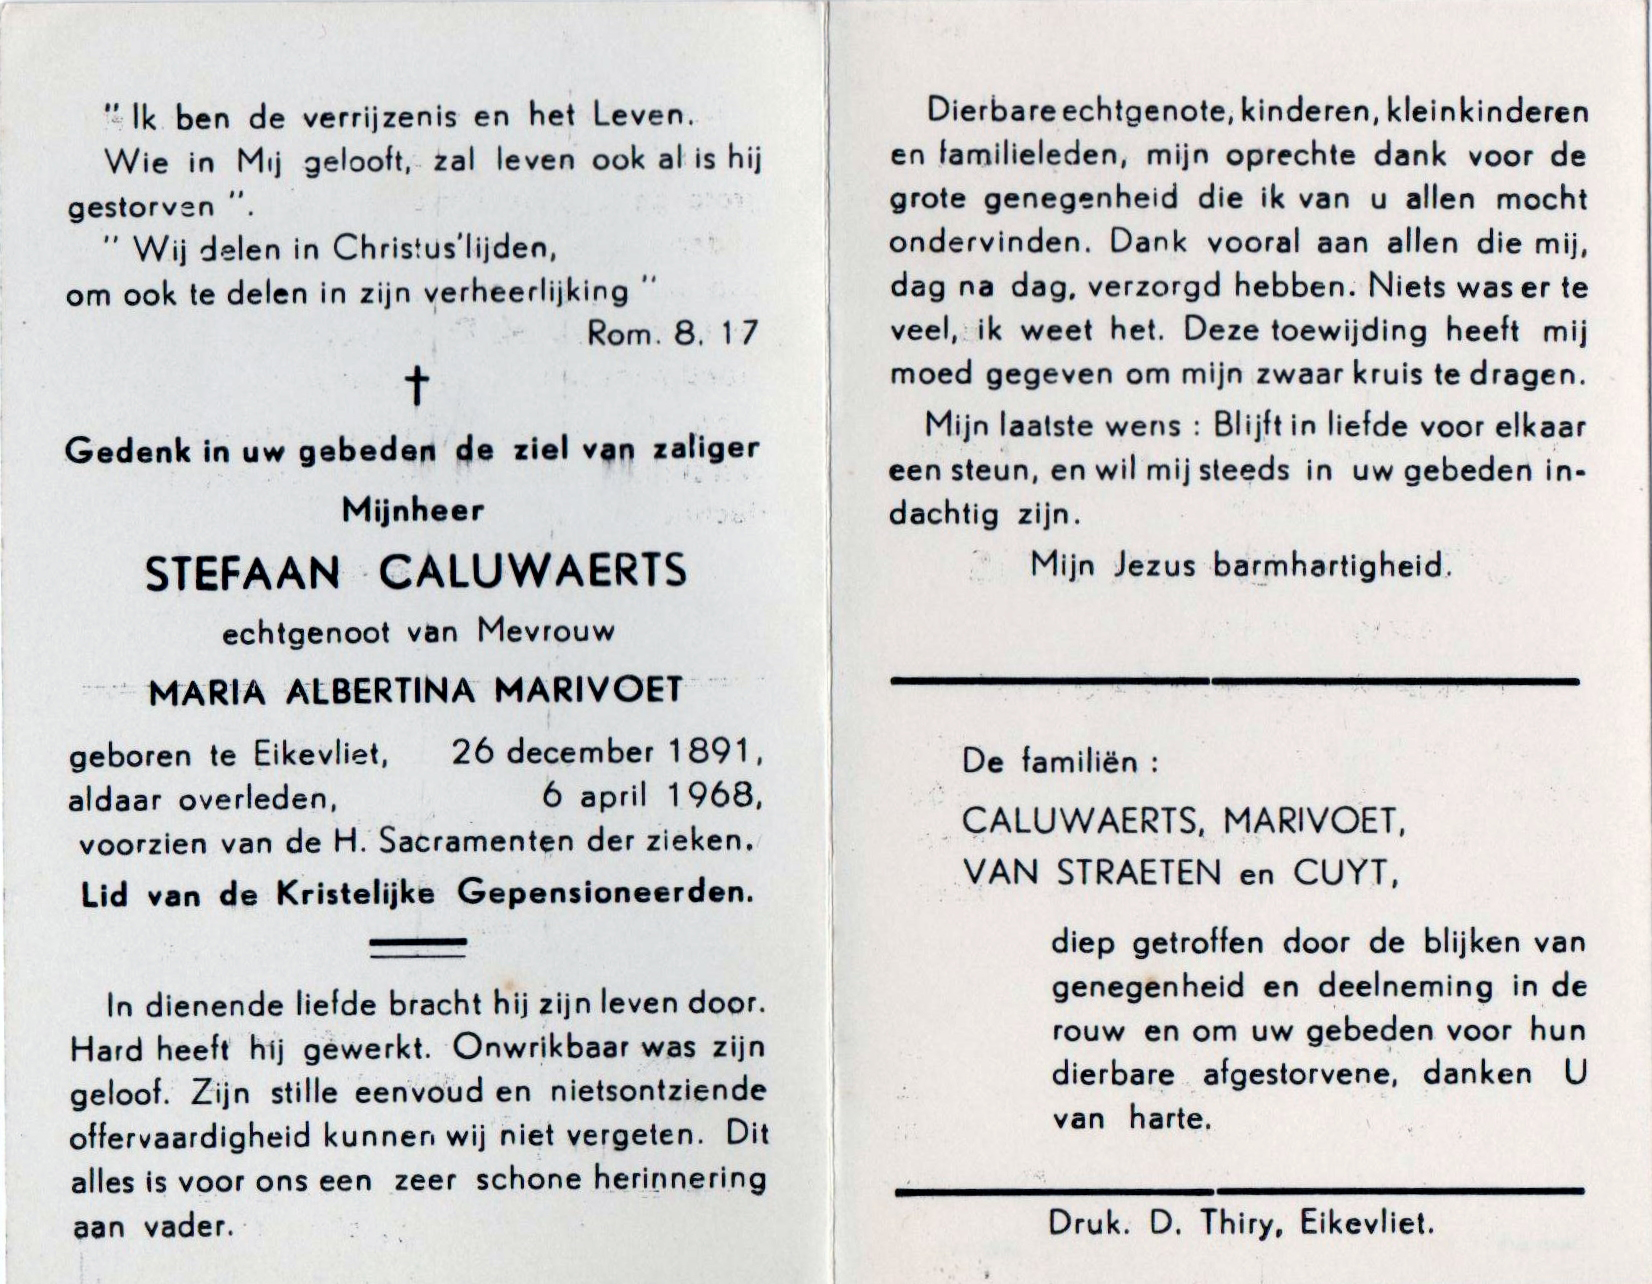 " Ik ben de verrijzenis en het Leven.
Wie in Mij gelooft, zal leven ook al is hij
gestorven ".
" Wij delen in Christus'lijden,
om ook te delen in zijn verheerlijking "
Rom. 8. 17
†
Gedenk in uw gebeden de ziel van zaliger
Mijnheer
STEFAAN CALUWAERTS
echtgenoot van Mevrouw
MARIA ALBERTINA MARIVOET
geboren te Eikevliet, 26 december 1891,
aldaar overleden, 6 april 1968,
voorzien van de H. Sacramenten der zieken.
Lid van de Kristelijke Gepensioneerden.
In dienende liefde bracht hij zijn leven door.
Hard heeft hij gewerkt. Onwrikbaar was zijn
geloof. Zijn stille eenvoud en nietsontziende
offervaardigheid kunnen wij niet vergeten. Dit
alles is voor ons een zeer schone herinnering
aan vader.
Dierbare echtgenote, kinderen, kleinkinderen
en familieleden, mijn oprechte dank voor de
grote genegenheid die ik van u allen mocht
ondervinden. Dank vooral aan allen die mij,
dag na dag, verzorgd hebben. Niets was er te
veel, ik weet het. Deze toewijding heeft mij
moed gegeven om mijn zwaar kruis te dragen.
Mijn laatste wens : Blijft in liefde voor elkaar
een steun, en wil mij steeds in uw gebeden in-
dachtig zijn.
Mijn Jezus barmhartigheid.
De familiën :
CALUWAERTS, MARIVOET,
VAN STRAETEN en CUYT,
diep getroffen door de blijken van
genegenheid en deelneming in de
rouw en om uw gebeden voor hun
dierbare afgestorvene, danken U
van harte.
Druk. D. Thiry, Eikevliet.